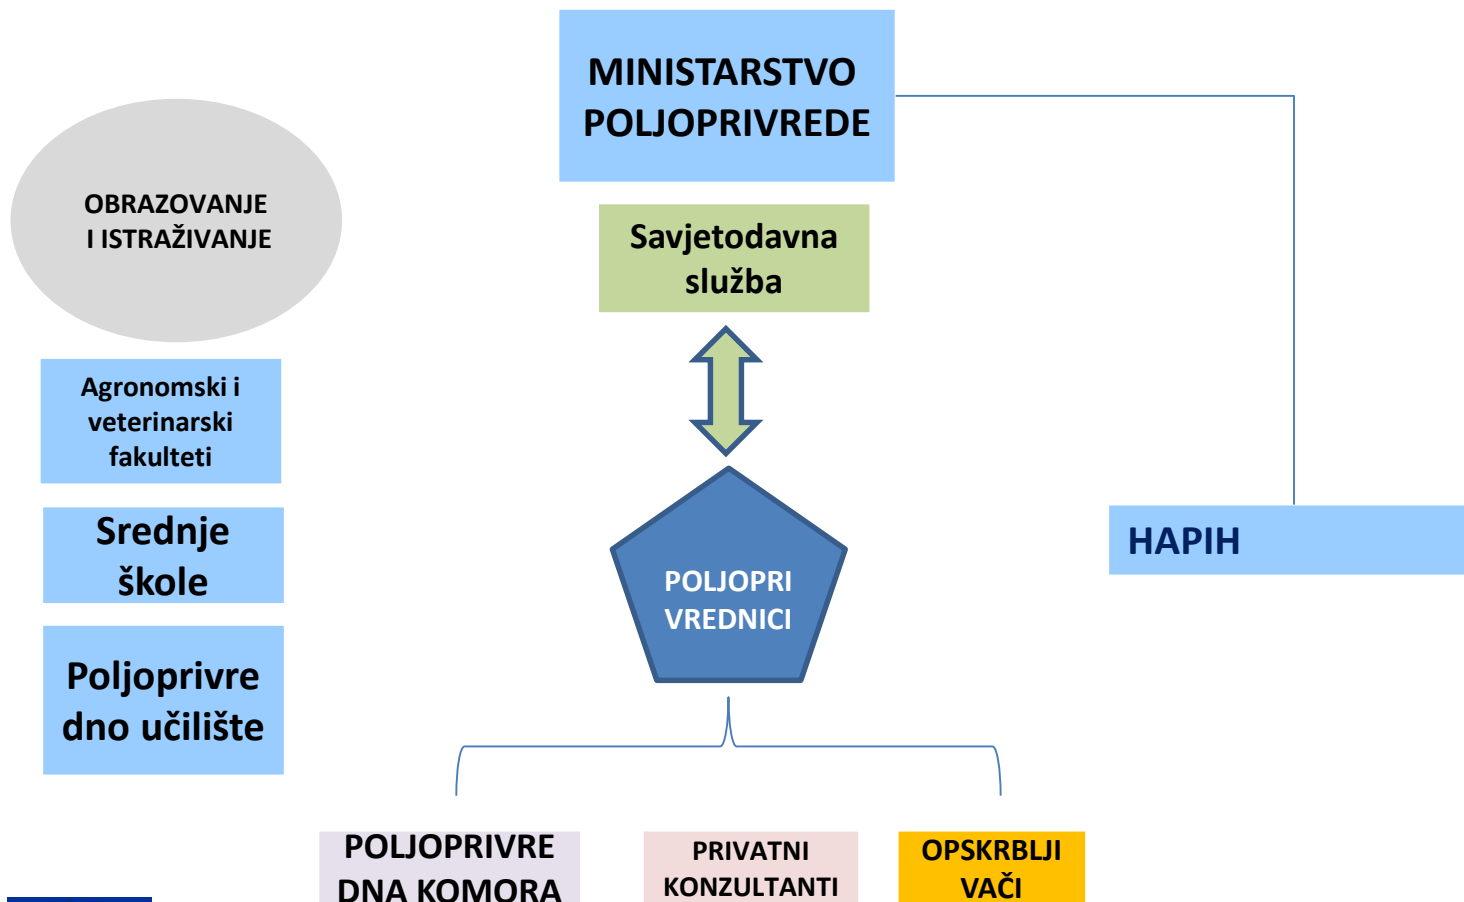 MINISTARSTVO
POLJOPRIVREDE
OBRAZOVANJE
I ISTRAŽIVANJE
Savjetodavna
služba
Agronomski i
veterinarski
fakulteti
Srednje
škole
Poljoprivre
dno učilište
POLJOPRI
VREDNICI
HAPIH
POLJOPRIVRE
DNA KOMORA
PRIVATNI
KONZULTANTI
OPSKRBLJI
VAČI